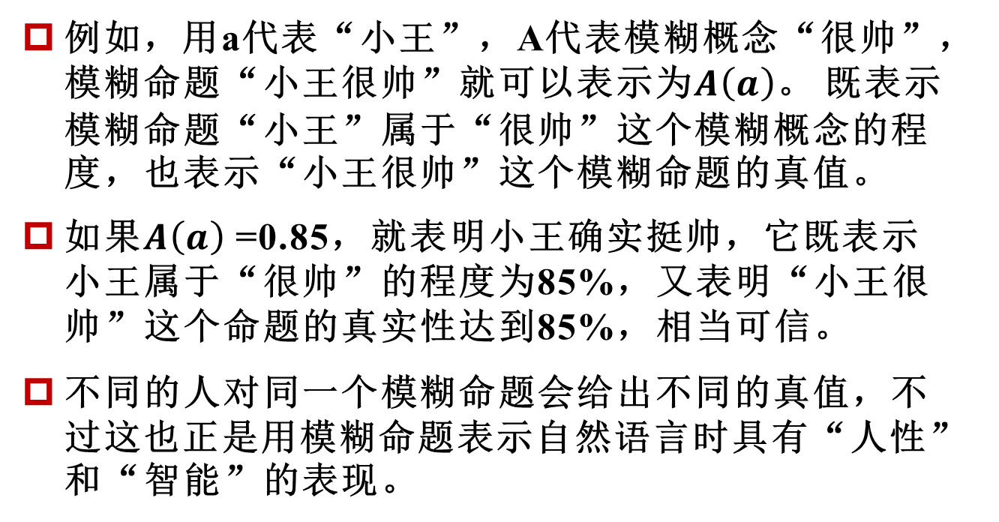 例如，用a代表“小王”，A代表模糊概念“很帅”，
模糊命题“小王很帅”就可以表示为A(a)。 既表示
模糊命题“小王”属于“很帅”这个模糊概念的程
度，也表示“小王很帅”这个模糊命题的真值。
如果A(a) =0.85，就表明小王确实挺帅，它既表示
小王属于“很帅”的程度为85%，又表明“小王很
帅”这个命题的真实性达到85%，相当可信。
不同的人对同一个模糊命题会给出不同的真值，不
过这也正是用模糊命题表示自然语言时具有“人性”
和“智能”的表现。